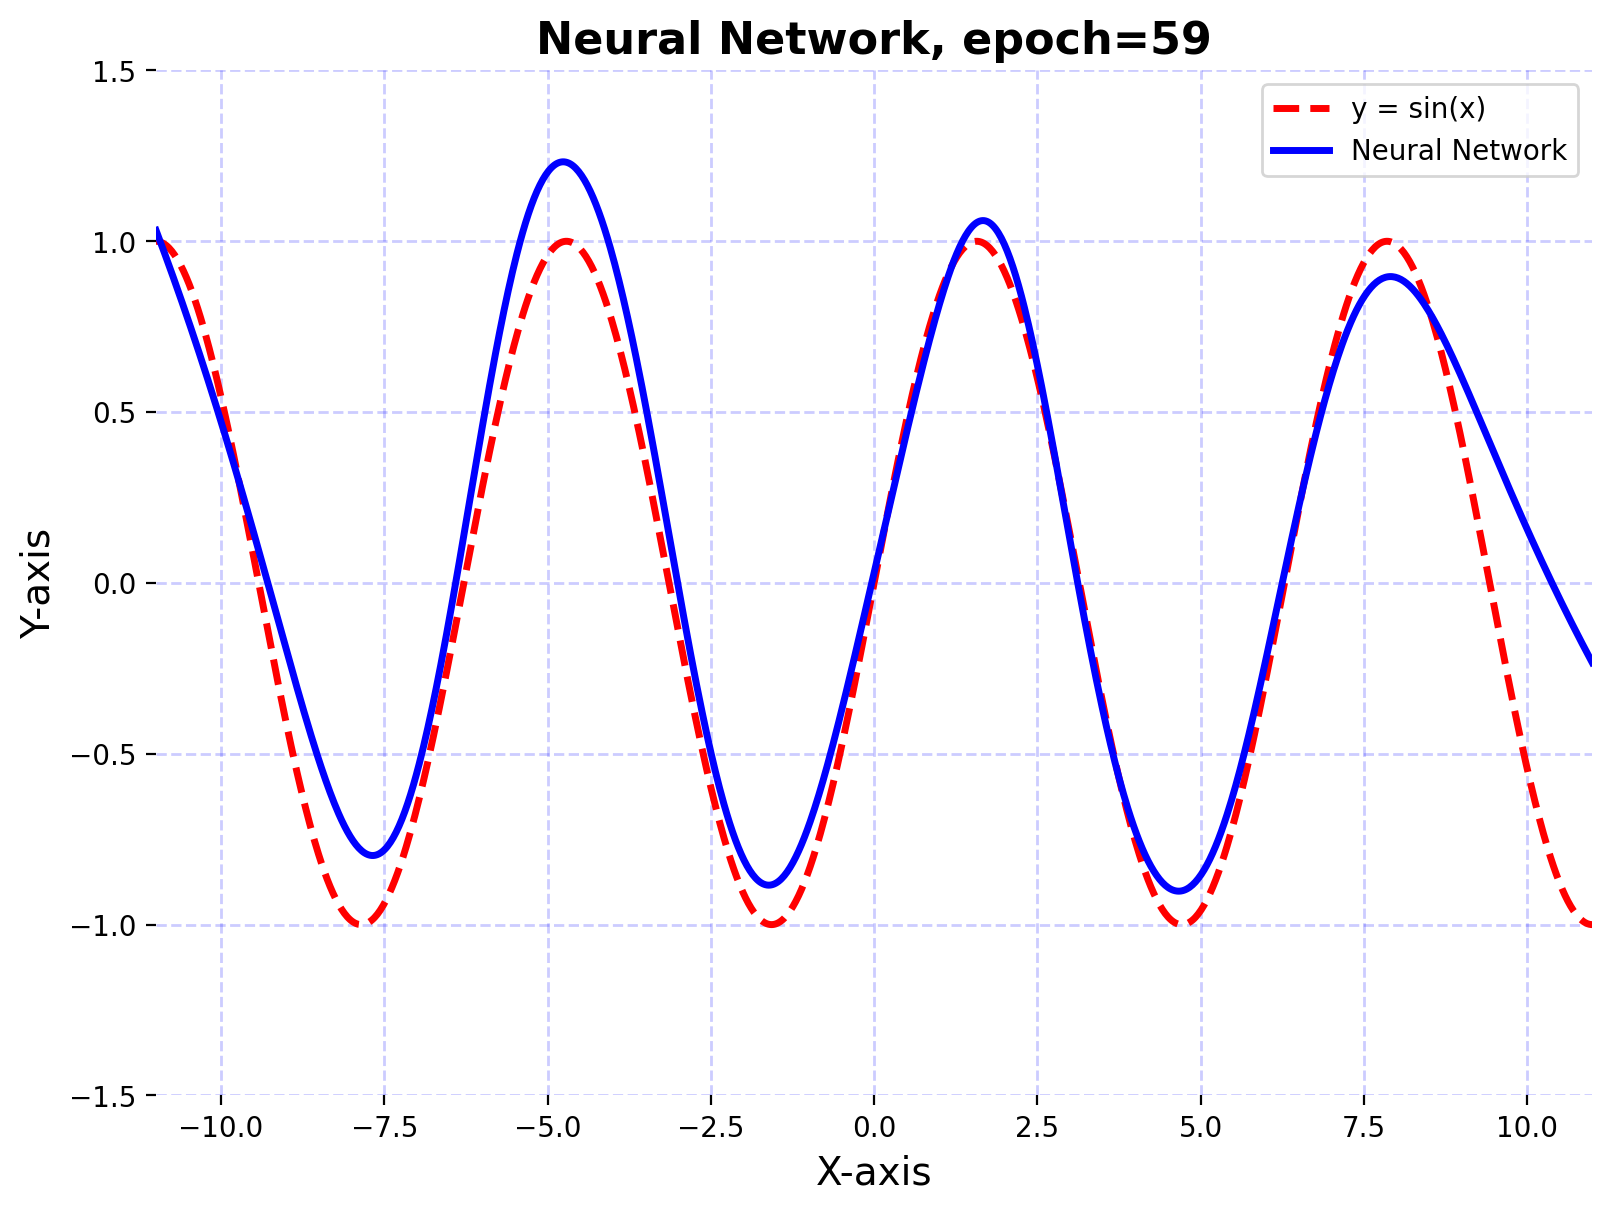 Neural Network, epoch=59
y = sin(x)
Neural Network
1.5
1.0
0.5
0.0
−0.5
−1.0
−1.5
Y-axis
−10.0 −7.5 −5.0 −2.5 0.0 2.5 5.0 7.5 10.0
X-axis